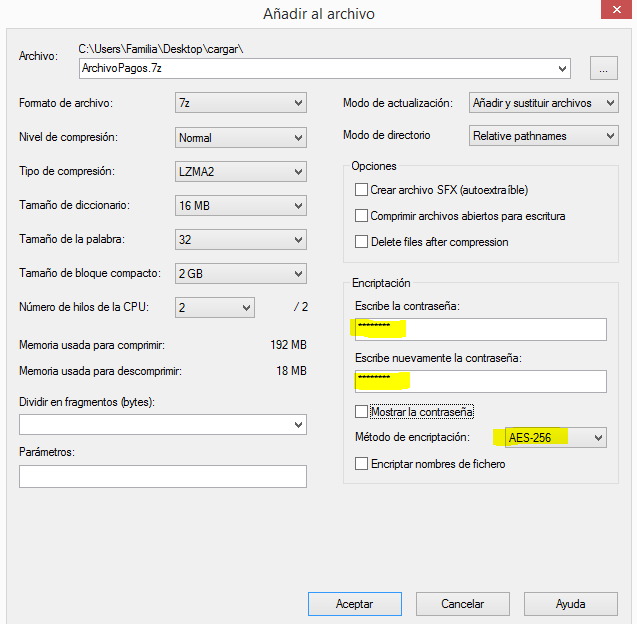 Añadir al archivo
Archivo:
C:\Users\Familia\Desktop\cargar\
ArchivoPagos.7z
...
Formato de archivo: 7z
Nivel de compresión: Normal
Tipo de compresión: LZMA2
Tamaño de diccionario: 16 MB
Tamaño de la palabra: 32
Tamaño de bloque compacto: 2 GB
Número de hilos de la CPU: 2 / 2
Memoria usada para comprimir: 192 MB
Memoria usada para descomprimir: 18 MB
Dividir en fragmentos (bytes):
Parámetros:
Modo de actualización: Añadir y sustituir archivos
Modo de directorio Relative pathnames
Opciones
Crear archivo SFX (autoextraíble)
Comprimir archivos abiertos para escritura
Delete files after compression
Encriptación
Escribe la contraseña:
********
Escribe nuevamente la contraseña:
********
Mostrar la contraseña
Método de encriptación: AES-256
Encriptar nombres de fichero
Aceptar Cancelar Ayuda